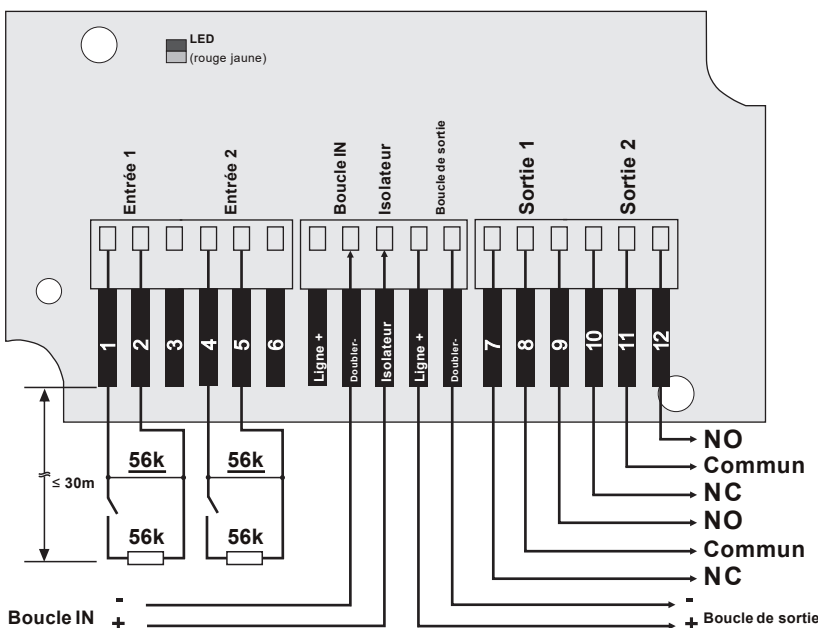 LED
(rouge jaune)
Entrée 1
Entrée 2
Boucle IN
Isolateur
Boucle de sortie
Sortie 1
Sortie 2
1
2
3
4
5
6
Ligne +
Doubler-
Isolateur
Ligne +
Doubler-
7
8
9
10
11
12
≤ 30m
56k
56k
56k
56k
NO
Commun
NC
NO
Commun
NC
Boucle IN
-
+
-
+
Boucle de sortie